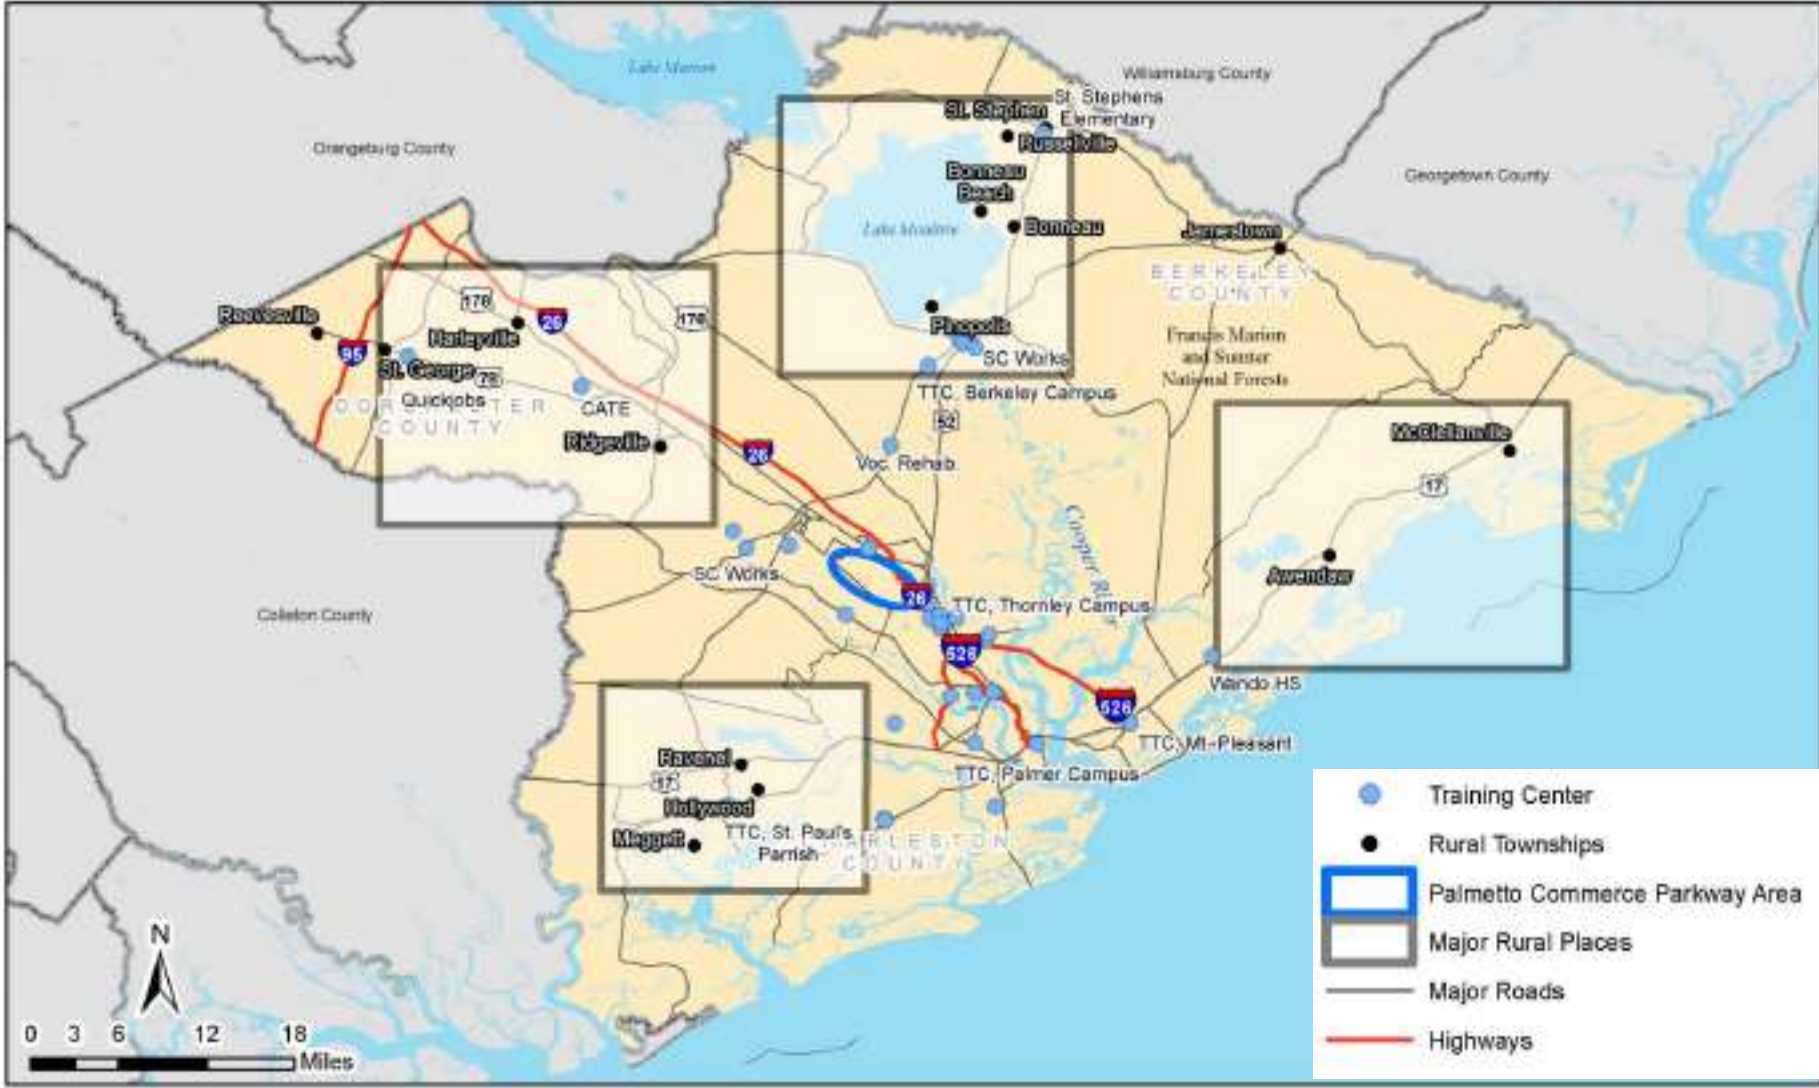 Lake Marion
Williamsburg County
St. Stephens
Elementary
St. Stephen
Russellville
Orangeburg County
Georgetown County
Bonneau
Beach
Bonneau
Lake Moultrie
Jamestown
BERKELEY
COUNTY
Reevesville
178
Harleyville
26
178
95
Pinopolis
SC Works
Francis Marion
and Sumter
National Forests
St. George
78
Quickjobs
DORCHESTER
COUNTY
CATE
TTC, Berkeley Campus
52
Ridgeville
26
Voc. Rehab.
McClellanville
17
Cooper River
SC Works
Awendaw
26
TTC, Thornley Campus
Colleton County
526
Wando HS
526
TTC, Mt-Pleasant
Ravenel
17
Hollywood
TTC, Palmer Campus
Meggett
TTC, St. Paul's
Parrish
ARLESTON
COUNTY
N
0 3 6 12 18
Miles
Training Center
Rural Townships
Palmetto Commerce Parkway Area
Major Rural Places
Major Roads
Highways